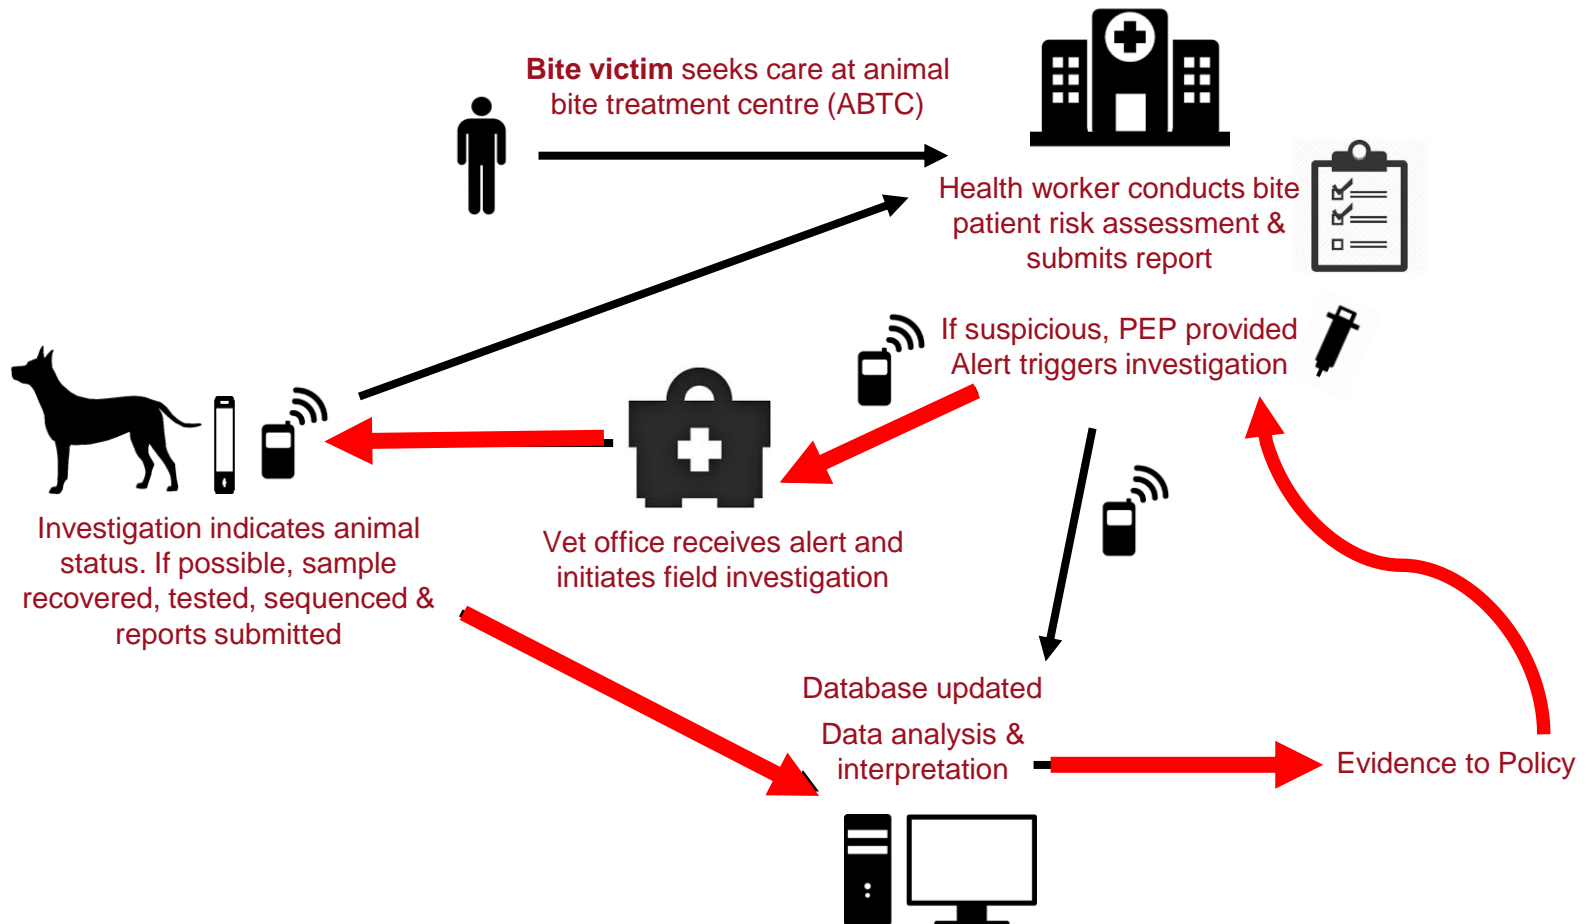 Bite victim seeks care at animal
bite treatment centre (ABTC)
Health worker conducts bite
patient risk assessment &
submits report
If suspicious, PEP provided
Alert triggers investigation
Vet office receives alert and
initiates field investigation
Investigation indicates animal
status. If possible, sample
recovered, tested, sequenced &
reports submitted
Database updated
Data analysis &
interpretation
Evidence to Policy